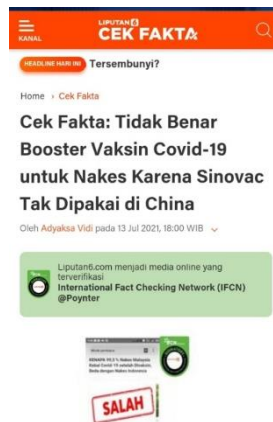 LIPUTAN 6
CEK FAKTA
KANAL
HEADLINE HARI INI Tersembunyi?
Home › Cek Fakta
Cek Fakta: Tidak Benar
Booster Vaksin Covid-19
untuk Nakes Karena Sinovac
Tak Dipakai di China
Oleh Adyaksa Vidi pada 13 Jul 2021, 18:00 WIB
Liputan6.com menjadi media online yang
terverifikasi
International Fact Checking Network (IFCN)
@Poynter
SALAH